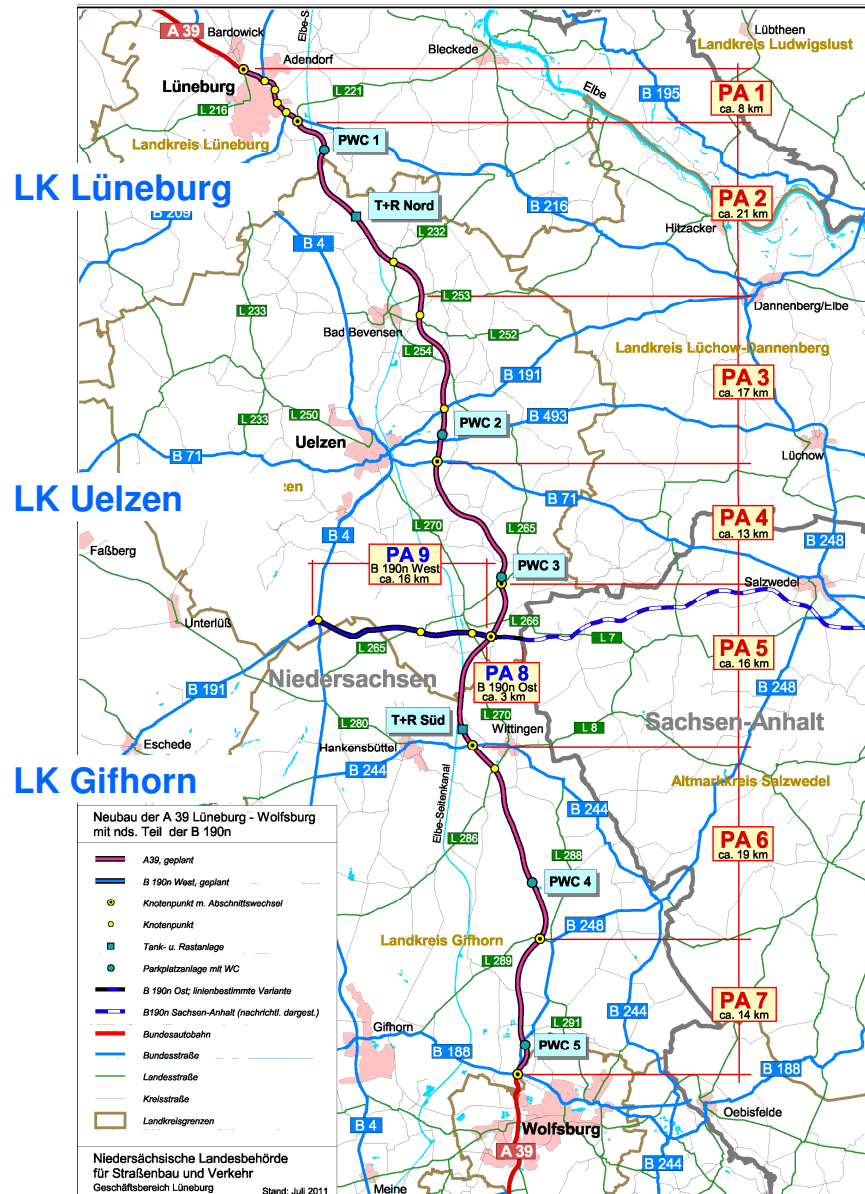 A 39
Bardowick
Elbe-S
Adendorf
Bleckede
Lübtheen
Landkreis Ludwigslust
Lüneburg
L 221
Elbe
B 195
PA 1
ca. 8 km
L 216
Landkreis Lüneburg
PWC 1
LK Lüneburg
B 209
T+R Nord
B 216
PA 2
ca. 21 km
Hitzacker
B 4
L 232
L 253
Dannenberg/Elbe
L 233
Bad Bevensen
L 252
L 254
Landkreis Lüchow-Dannenberg
B 191
PA 3
ca. 17 km
L 233
L 250
B 493
PWC 2
Uelzen
Lüchow
B 71
LK Uelzen
zen
B 71
L 270
L 265
PA 4
ca. 13 km
B 4
B 248
Faßberg
PA 9
B 190n West
ca. 16 km
PWC 3
Salzwedel
Unterlüß
L 266
L 7
L 265
PA 5
ca. 16 km
Niedersachsen
PA 8
B 190n Ost
ca. 3 km
B 191
B 248
L 280
T+R Süd
L 270
Wittingen
L 8
Sachsen-Anhalt
Eschede
Hankensbüttel
B 244
LK Gifhorn
Altmarkkreis Salzwedel
Elbe-Seitenkanal
B 244
Neubau der A 39 Lüneburg - Wolfsburg
mit nds. Teil der B 190n
A39, geplant
B 190n West, geplant
Knotenpunkt m. Abschnittswechsel
Knotenpunkt
Tank- u. Rastanlage
Parkplatzanlage mit WC
B 190n Ost; linienbestimmte Variante
B190n Sachsen-Anhalt (nachrichtl. dargest.)
Bundesautobahn
Bundesstraße
Landesstraße
Kreisstraße
Landkreisgrenzen
Niedersächsische Landesbehörde
für Straßenbau und Verkehr
Geschäftsbereich Lüneburg
Stand: Juli 2011
L 286
L 288
PA 6
ca. 19 km
PWC 4
B 248
Landkreis Gifhorn
L 289
PA 7
ca. 14 km
B 244
Gifhorn
L 291
B 188
PWC 5
B 188
Oebisfelde
B 4
Wolfsburg
A 39
B 244
Meine